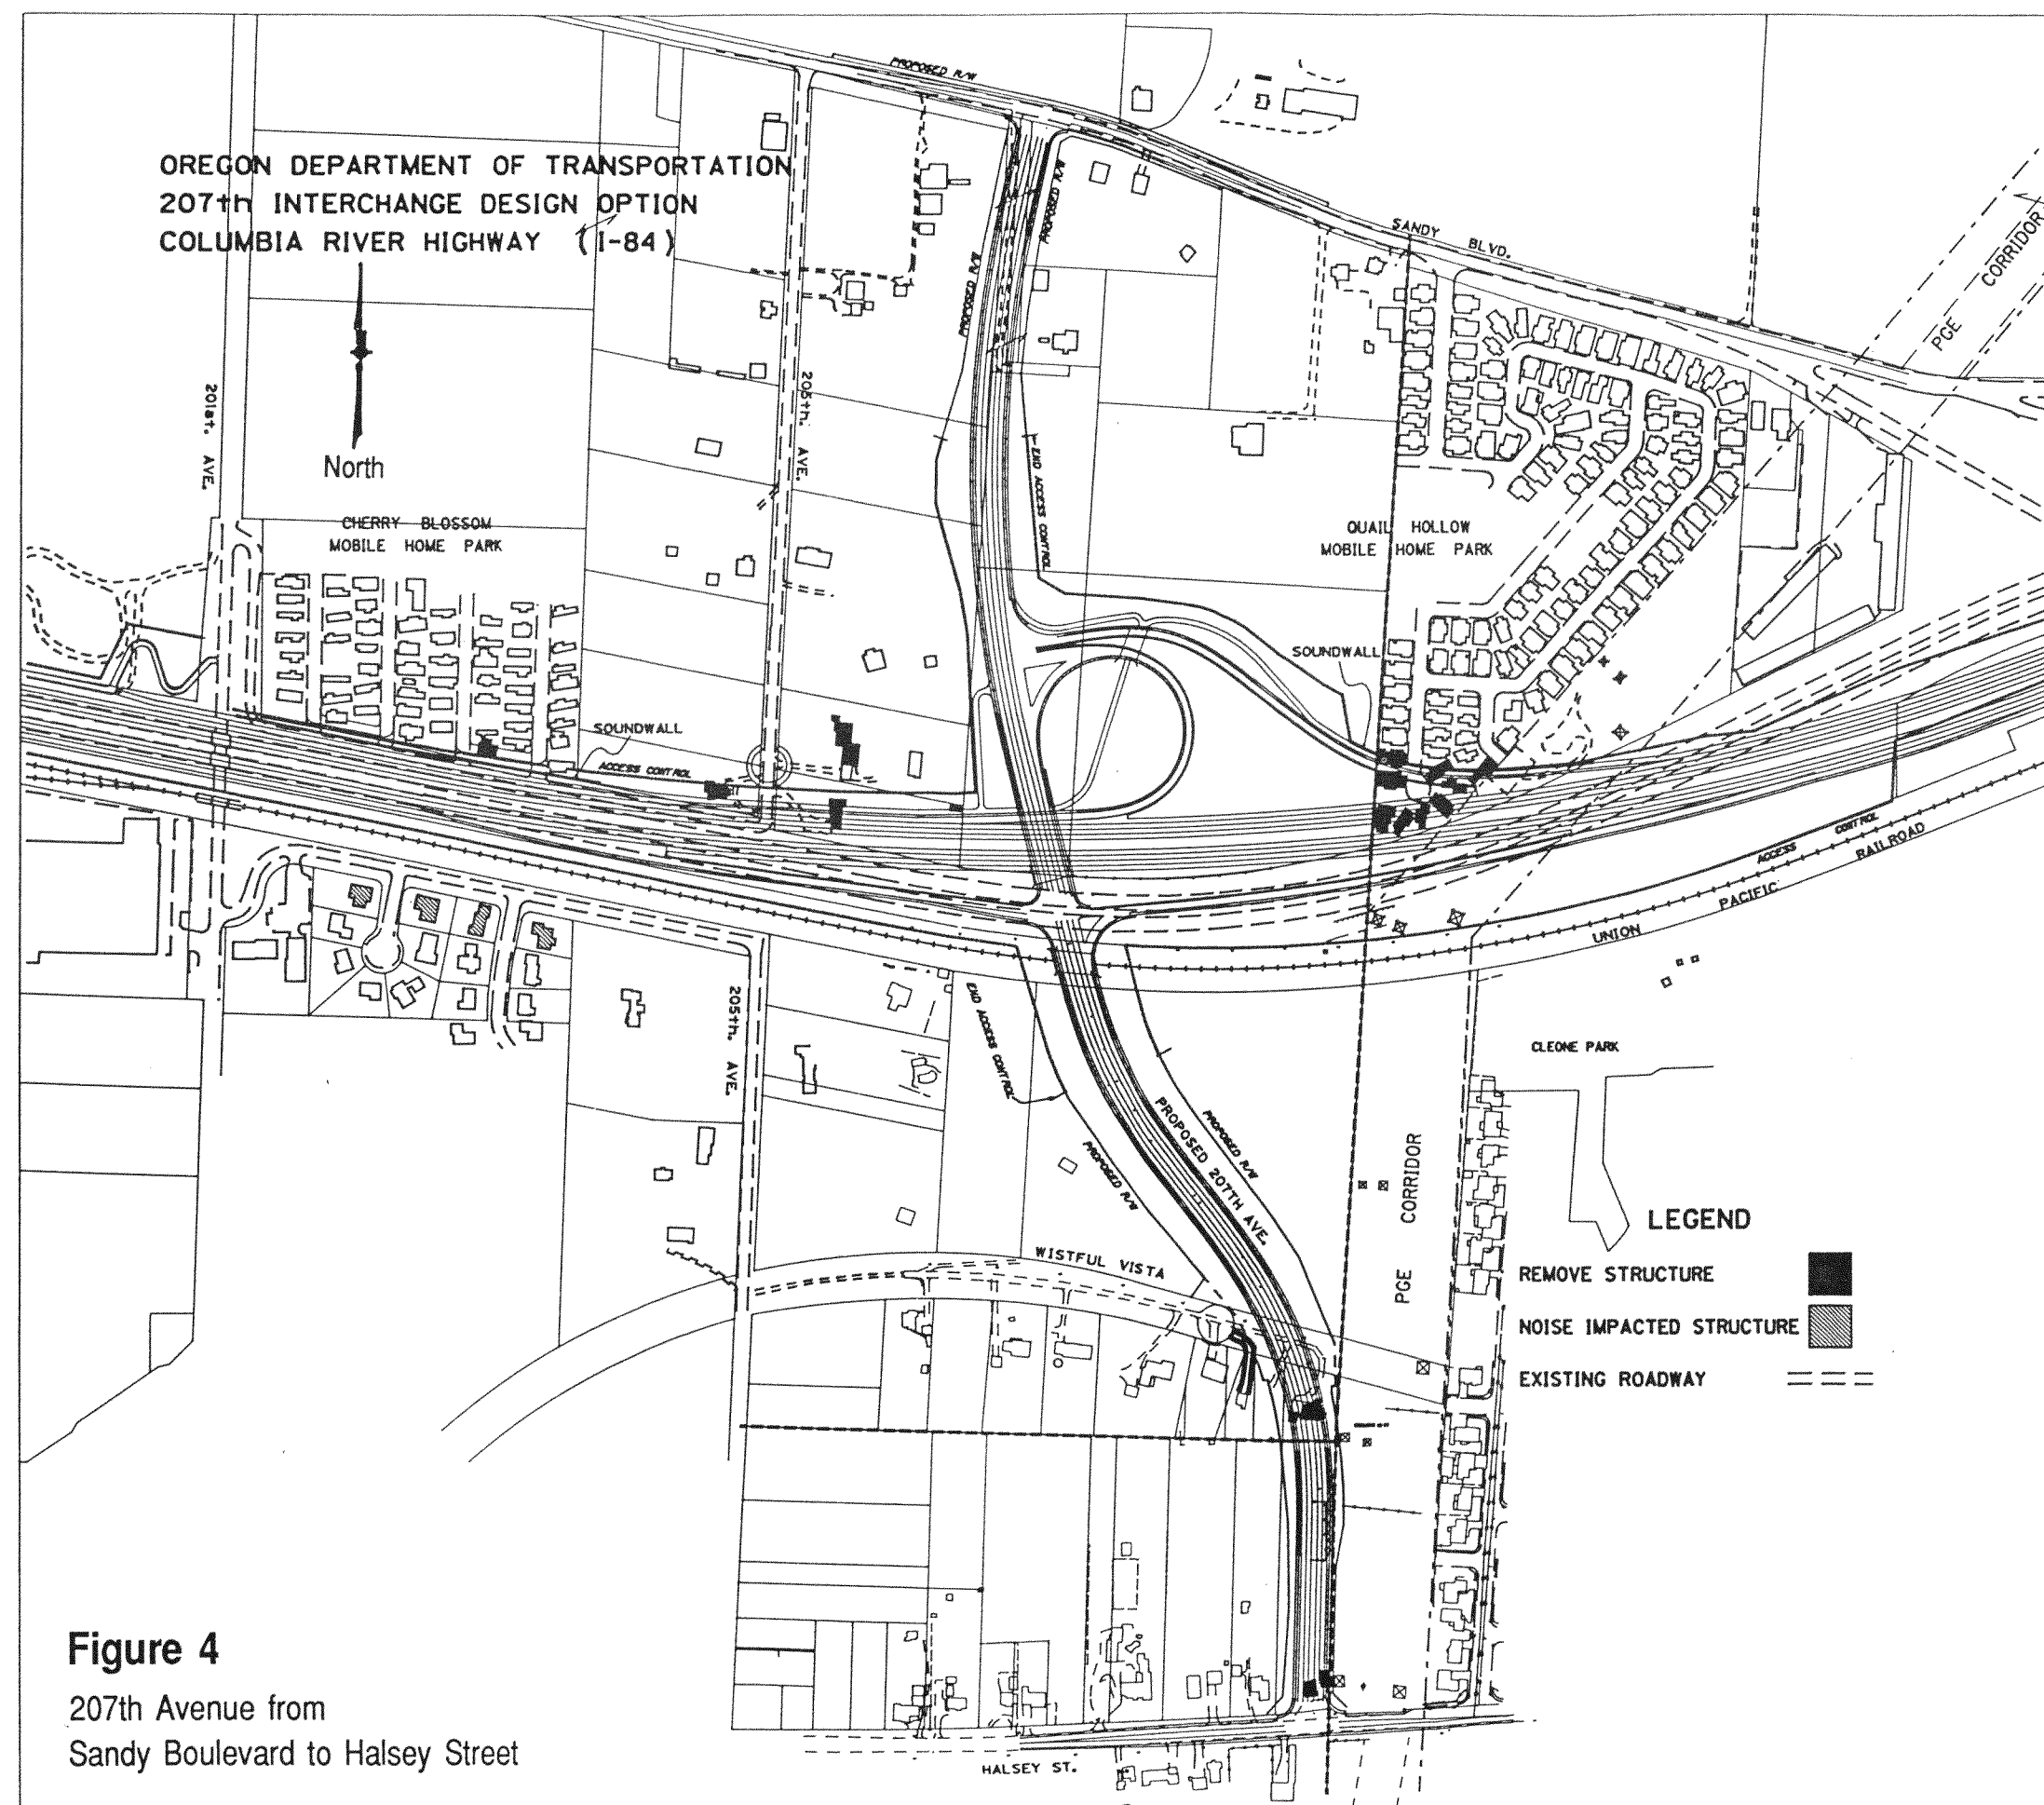 PROPOSED R/W
OREGON DEPARTMENT OF TRANSPORTATION
207th INTERCHANGE DESIGN OPTION
COLUMBIA RIVER HIGHWAY (I-84)
North
201st. AVE.
205th. AVE.
PROPOSED R/W
PROPOSED R/W
SANDY BLVD.
PGE CORRIDOR
END ACCESS CONTROL
CHERRY BLOSSOM
MOBILE HOME PARK
QUAIL HOLLOW
MOBILE HOME PARK
SOUNDWALL
SOUNDWALL
ACCESS CONTROL
ACCESS CONTROL
UNION PACIFIC RAILROAD
205th. AVE.
END ACCESS CONTROL
CLEONE PARK
PROPOSED 207TH AVE.
PROPOSED R/W
PROPOSED R/W
PGE CORRIDOR
WISTFUL VISTA
LEGEND
REMOVE STRUCTURE
NOISE IMPACTED STRUCTURE
EXISTING ROADWAY
HALSEY ST.
Figure 4
207th Avenue from
Sandy Boulevard to Halsey Street